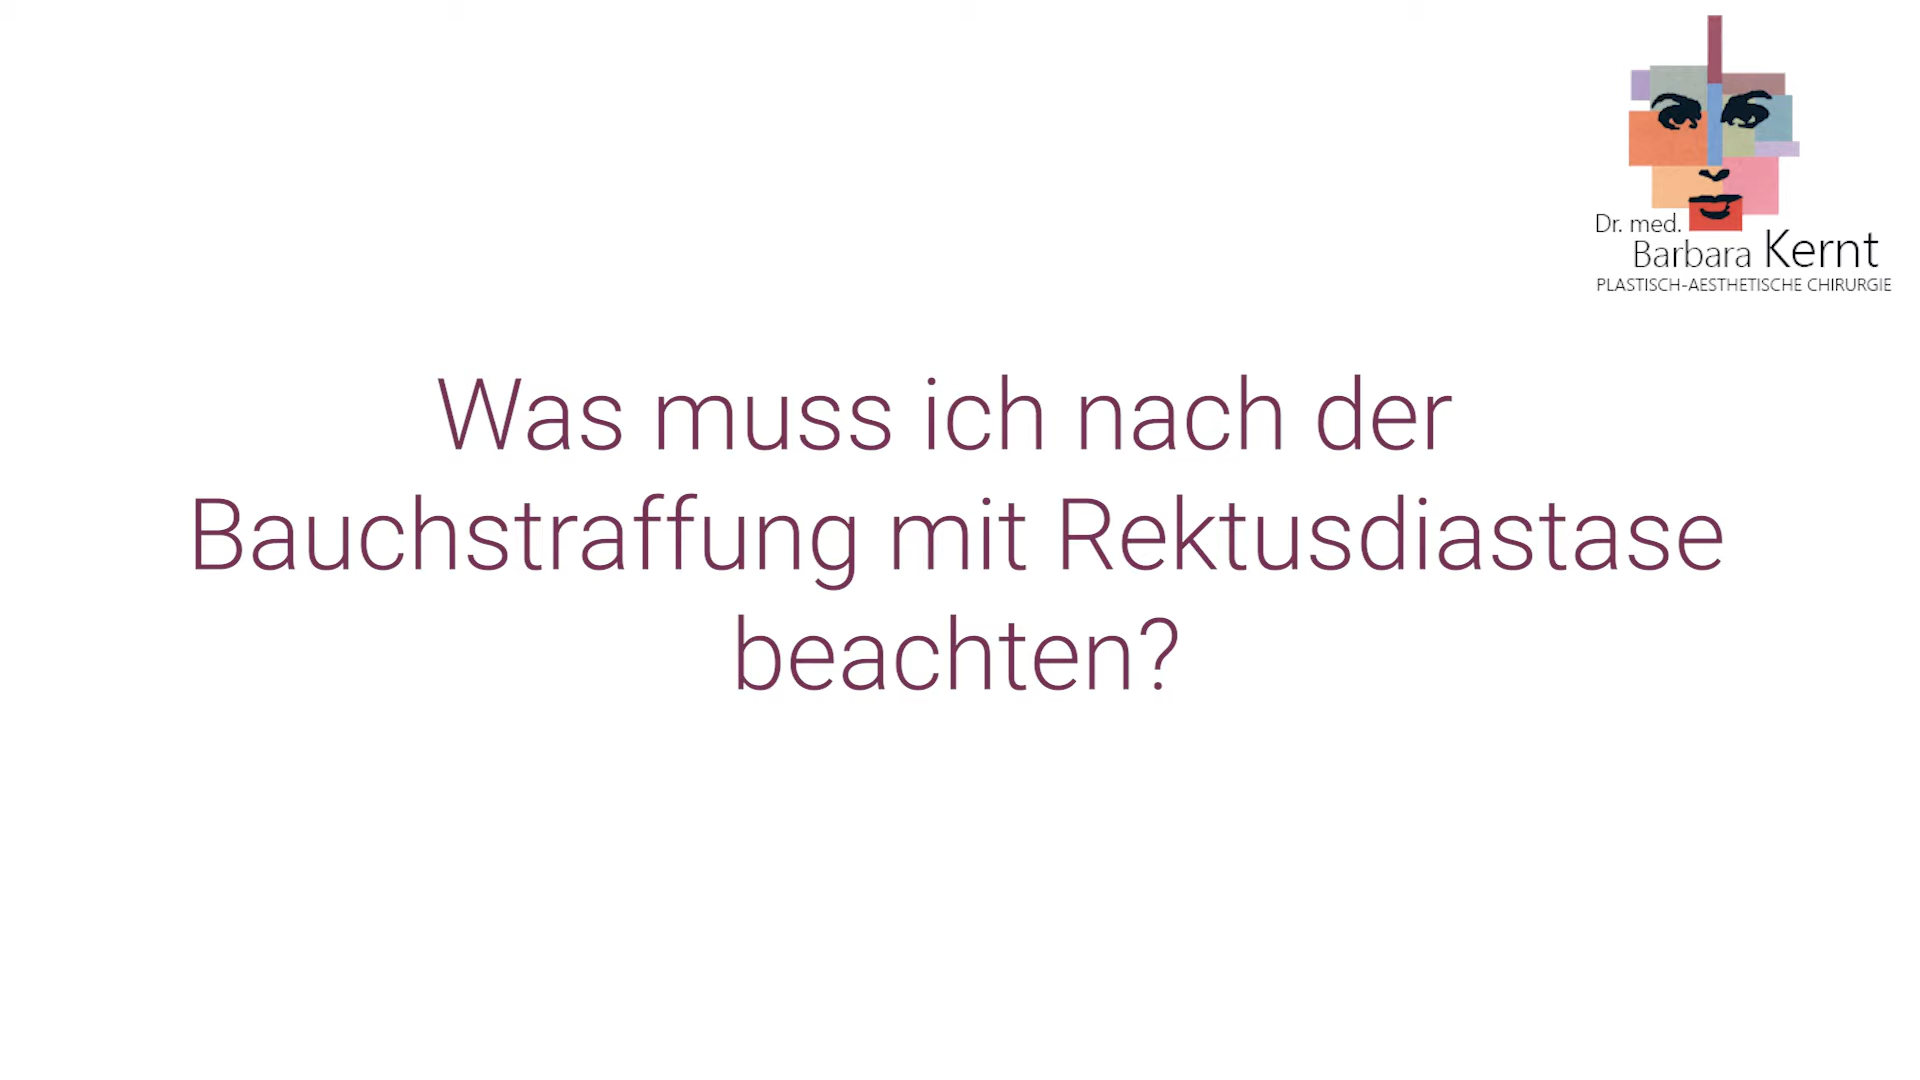 Dr. med.
Barbara Kernt
PLASTISCH-AESTHETISCHE CHIRURGIE
Was muss ich nach der
Bauchstraffung mit Rektusdiastase
beachten?